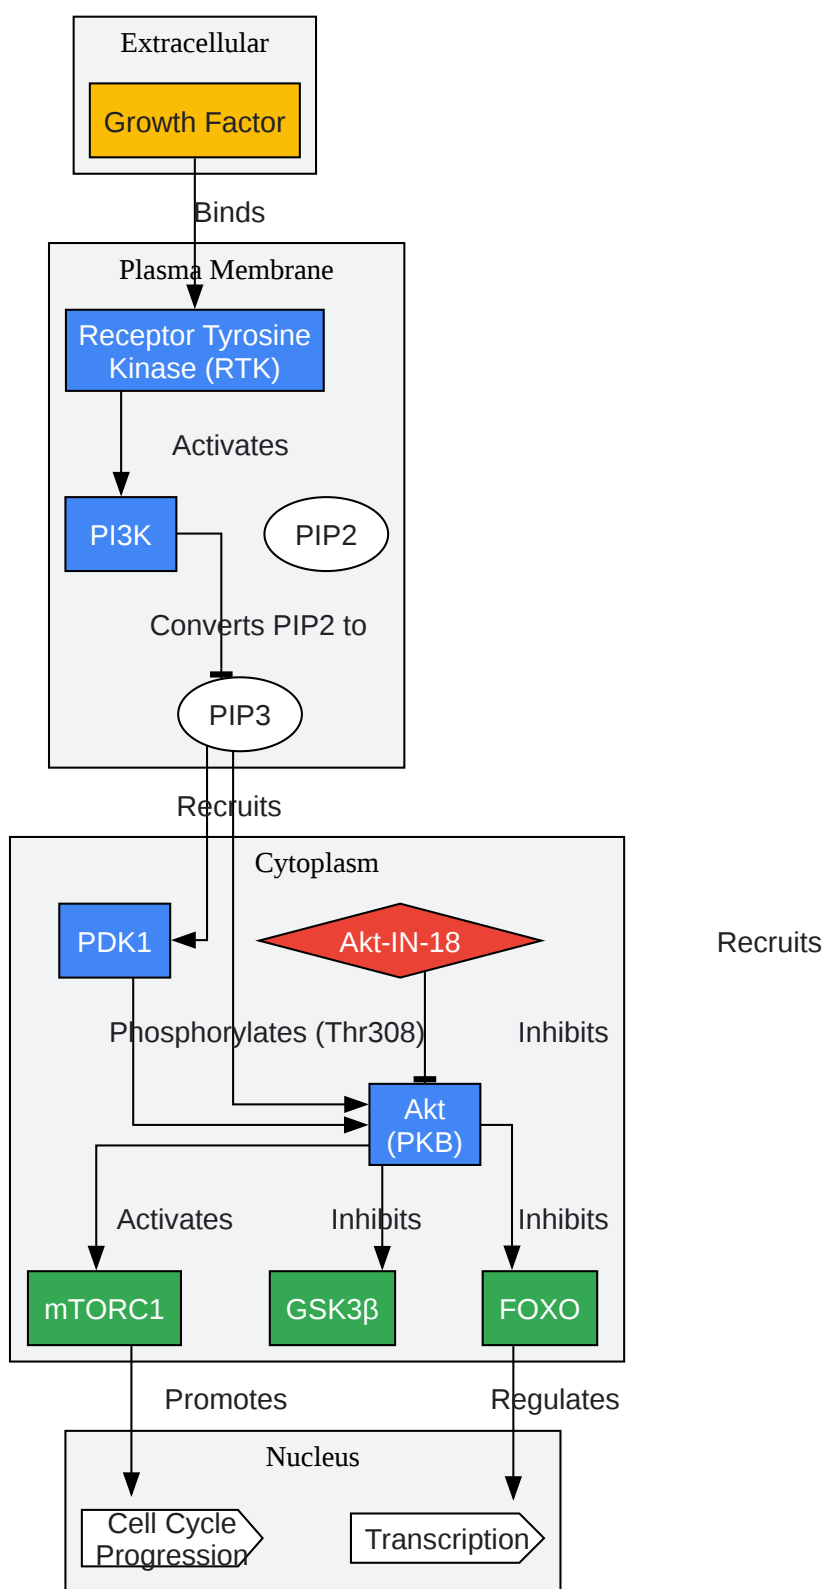 Extracellular
Growth Factor
Binds
Plasma Membrane
Receptor Tyrosine
Kinase (RTK)
Activates
PI3K
PIP2
Converts PIP2 to
PIP3
Recruits
Cytoplasm
PDK1
Akt-IN-18
Recruits
Phosphorylates (Thr308)
Inhibits
Akt
(PKB)
Activates
Inhibits
Inhibits
mTORC1
GSK3β
FOXO
Promotes
Regulates
Nucleus
Cell Cycle
Progression
Transcription